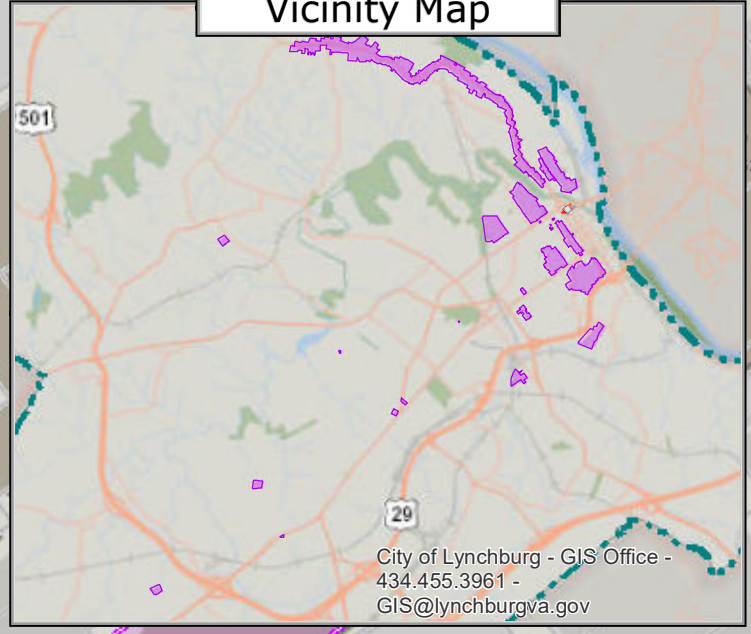 Vicinity Map
501
29
City of Lynchburg - GIS Office -
434.455.3961 -
GIS@lynchburgva.gov